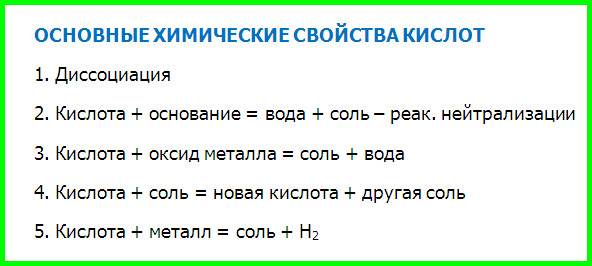 ОСНОВНЫЕ ХИМИЧЕСКИЕ СВОЙСТВА КИСЛОТ
1. Диссоциация
2. Кислота + основание = вода + соль – реак. нейтрализации
3. Кислота + оксид металла = соль + вода
4. Кислота + соль = новая кислота + другая соль
5. Кислота + металл = соль + H₂